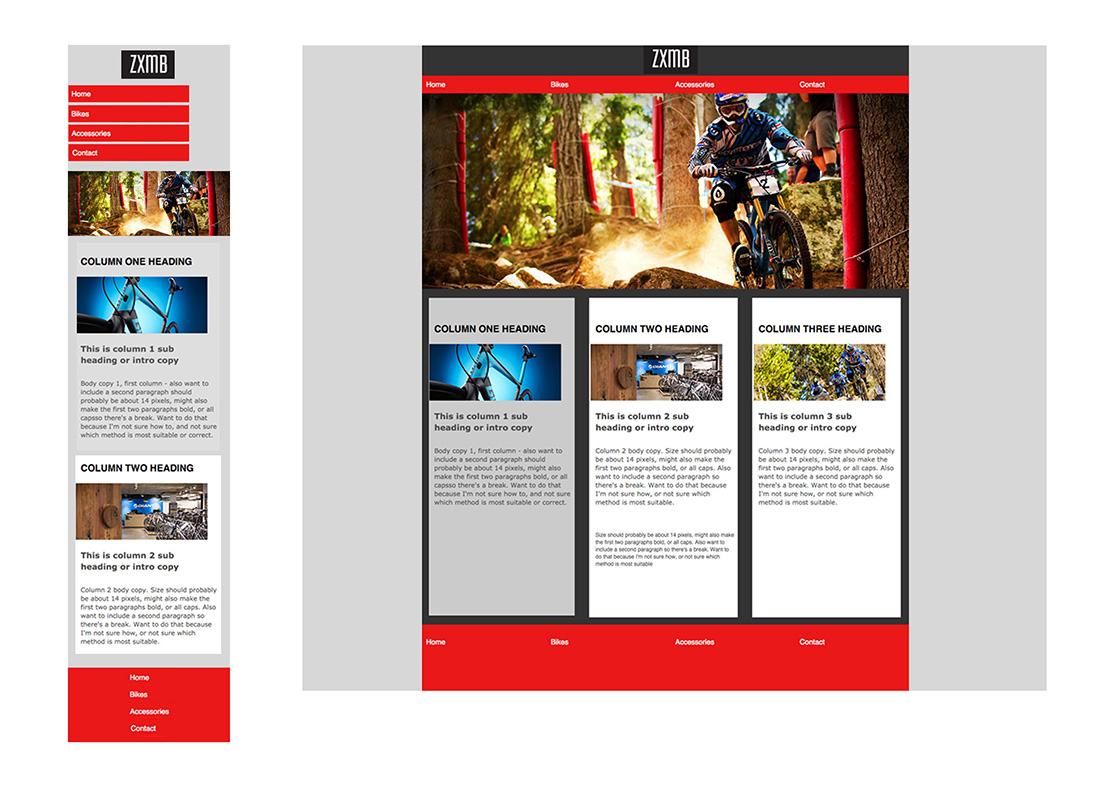 ZXMB
Home
Bikes
Accessories
Contact
COLUMN ONE HEADING
This is column 1 sub
heading or intro copy
Body copy 1, first column - also want to
include a second paragraph should
probably be about 14 pixels, might also
make the first two paragraphs bold, or all
capsso there's a break. Want to do that
because I'm not sure how to, and not sure
which method is most suitable or correct.
COLUMN TWO HEADING
GIANT
This is column 2 sub
heading or intro copy
Column 2 body copy. Size should probably
be about 14 pixels, might also make the
first two paragraphs bold, or all caps. Also
want to include a second paragraph so
there's a break. Want to do that because
I'm not sure how, or not sure which
method is most suitable.
Home
Bikes
Accessories
Contact
ZXMB
Home Bikes Accessories Contact
2
COLUMN ONE HEADING
This is column 1 sub
heading or intro copy
Body copy 1, first column - also want to
include a second paragraph should
probably be about 14 pixels, might also
make the first two paragraphs bold, or all
capsso there's a break. Want to do that
because I'm not sure how to, and not sure
which method is most suitable or correct.
COLUMN TWO HEADING
GIANT
This is column 2 sub
heading or intro copy
Column 2 body copy. Size should probably
be about 14 pixels, might also make the
first two paragraphs bold, or all caps. Also
want to include a second paragraph so
there's a break. Want to do that because
I'm not sure how, or not sure which
method is most suitable.
Size should probably be about 14 pixels, might also make
the first two paragraphs bold, or all caps. Also want to
include a second paragraph so there's a break. Want to
do that because I'm not sure how, or not sure which
method is most suitable
COLUMN THREE HEADING
This is column 3 sub
heading or intro copy
Column 3 body copy. Size should probably
be about 14 pixels, might also make the
first two paragraphs bold, or all caps. Also
want to include a second paragraph so
there's a break. Want to do that because
I'm not sure how, or not sure which
method is most suitable.
Home Bikes Accessories Contact